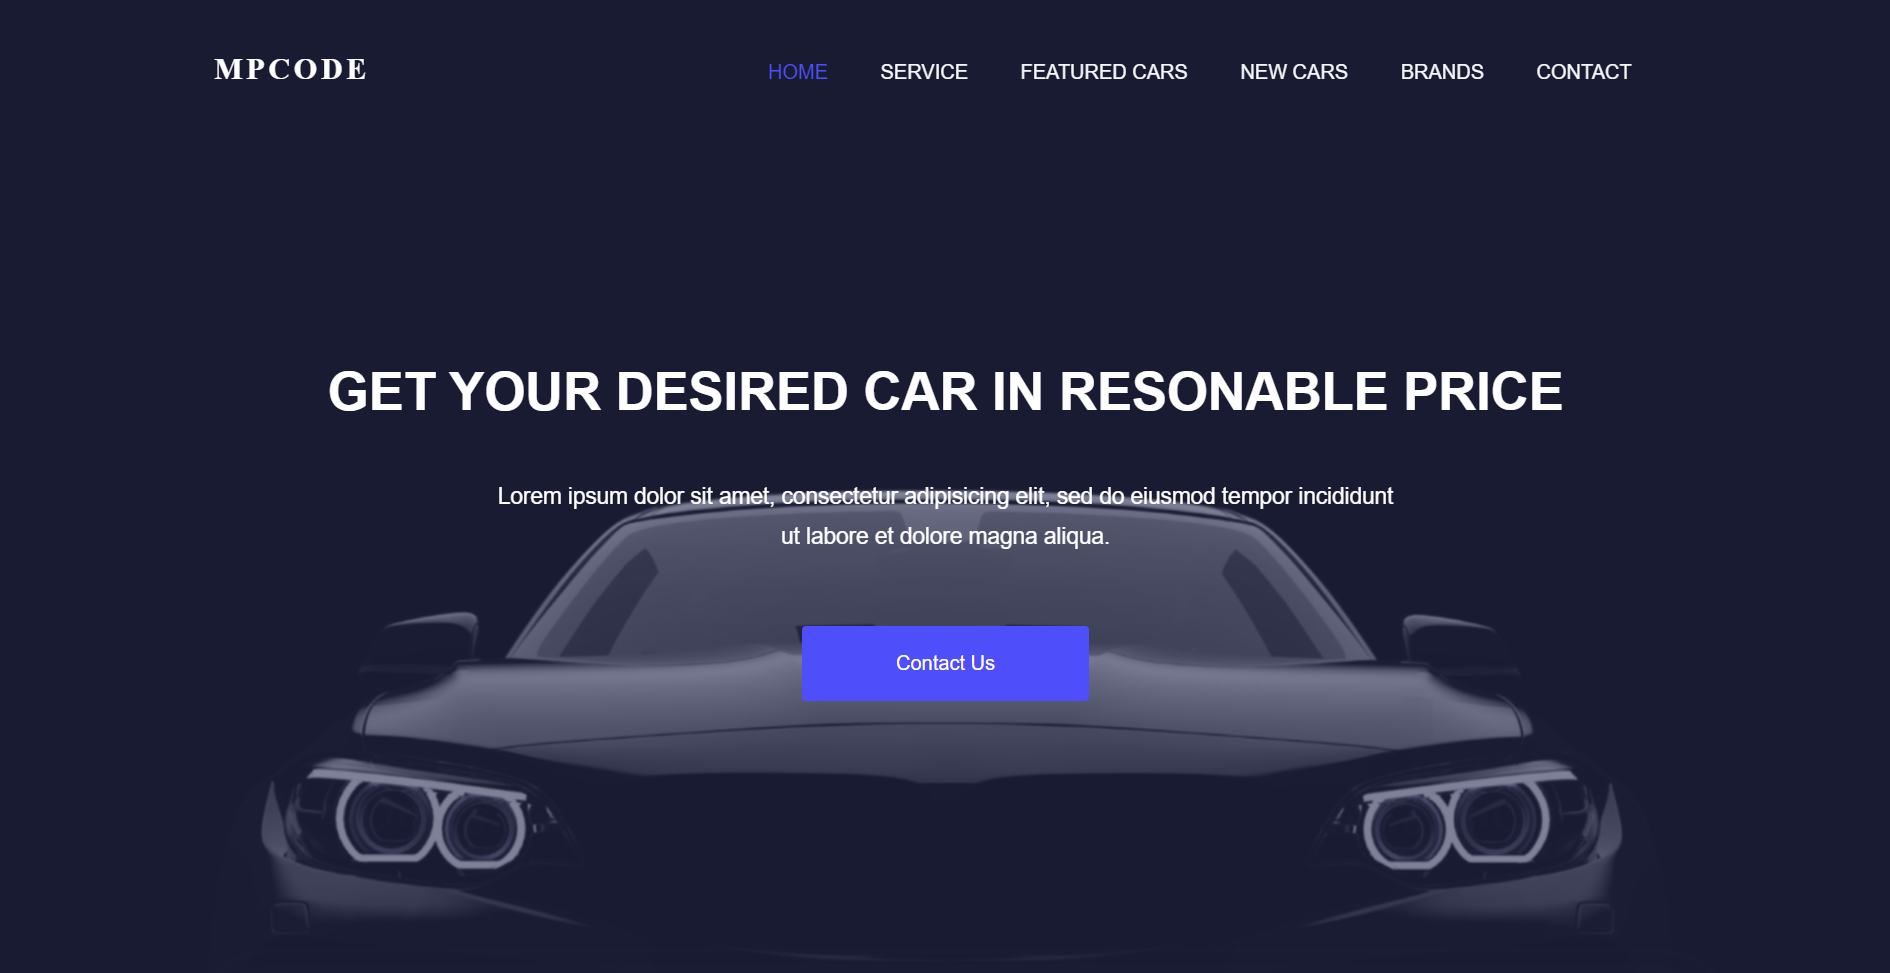 MPCODE
HOME SERVICE FEATURED CARS NEW CARS BRANDS CONTACT
GET YOUR DESIRED CAR IN RESONABLE PRICE
Lorem ipsum dolor sit amet, consectetur adipisicing elit, sed do eiusmod tempor incididunt
ut labore et dolore magna aliqua.
Contact Us